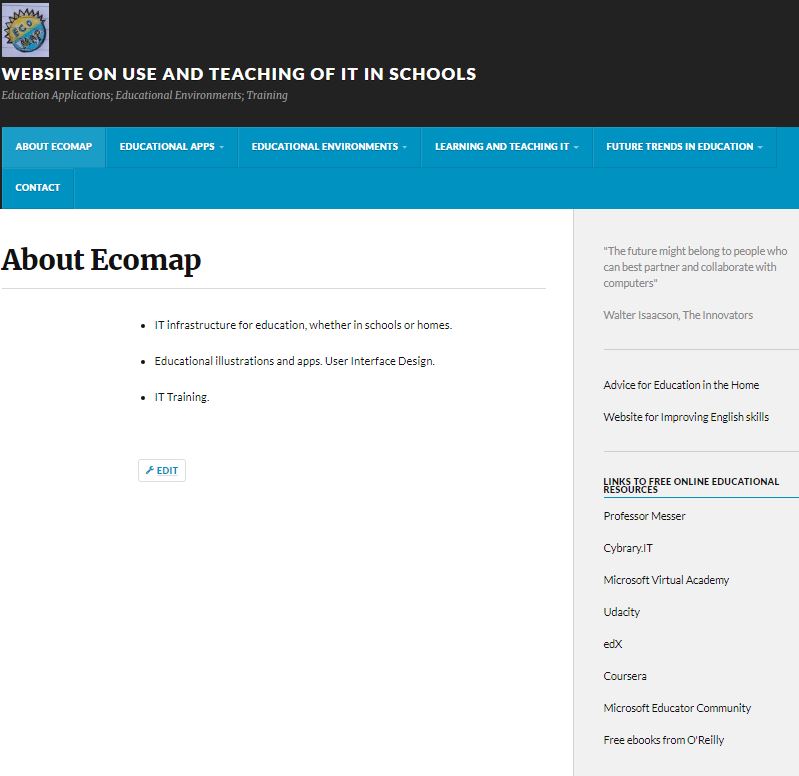 ECO
MAP
WEBSITE ON USE AND TEACHING OF IT IN SCHOOLS
Education Applications; Educational Environments; Training
ABOUT ECOMAP
EDUCATIONAL APPS
EDUCATIONAL ENVIRONMENTS
LEARNING AND TEACHING IT
FUTURE TRENDS IN EDUCATION
CONTACT
About Ecomap
IT infrastructure for education, whether in schools or homes.
Educational illustrations and apps. User Interface Design.
IT Training.
EDIT
"The future might belong to people who
can best partner and collaborate with
computers"
Walter Isaacson, The Innovators
Advice for Education in the Home
Website for Improving English skills
LINKS TO FREE ONLINE EDUCATIONAL
RESOURCES
Professor Messer
Cybrary.IT
Microsoft Virtual Academy
Udacity
edX
Coursera
Microsoft Educator Community
Free ebooks from O'Reilly